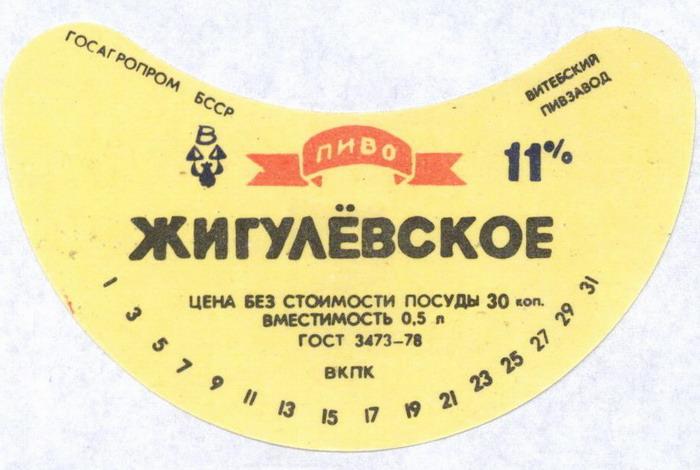 ГОСАГРОПРОМ БССР
ВИТЕБСКИЙ
ПИВЗАВОД
В
ПИВО
11%
ЖИГУЛЁВСКОЕ
ЦЕНА БЕЗ СТОИМОСТИ ПОСУДЫ 30 коп.
ВМЕСТИМОСТЬ 0,5 л
ГОСТ 3473–78
ВКПК
1 3 5 7 9 11 13 15 17 19 21 23 25 27 29 31